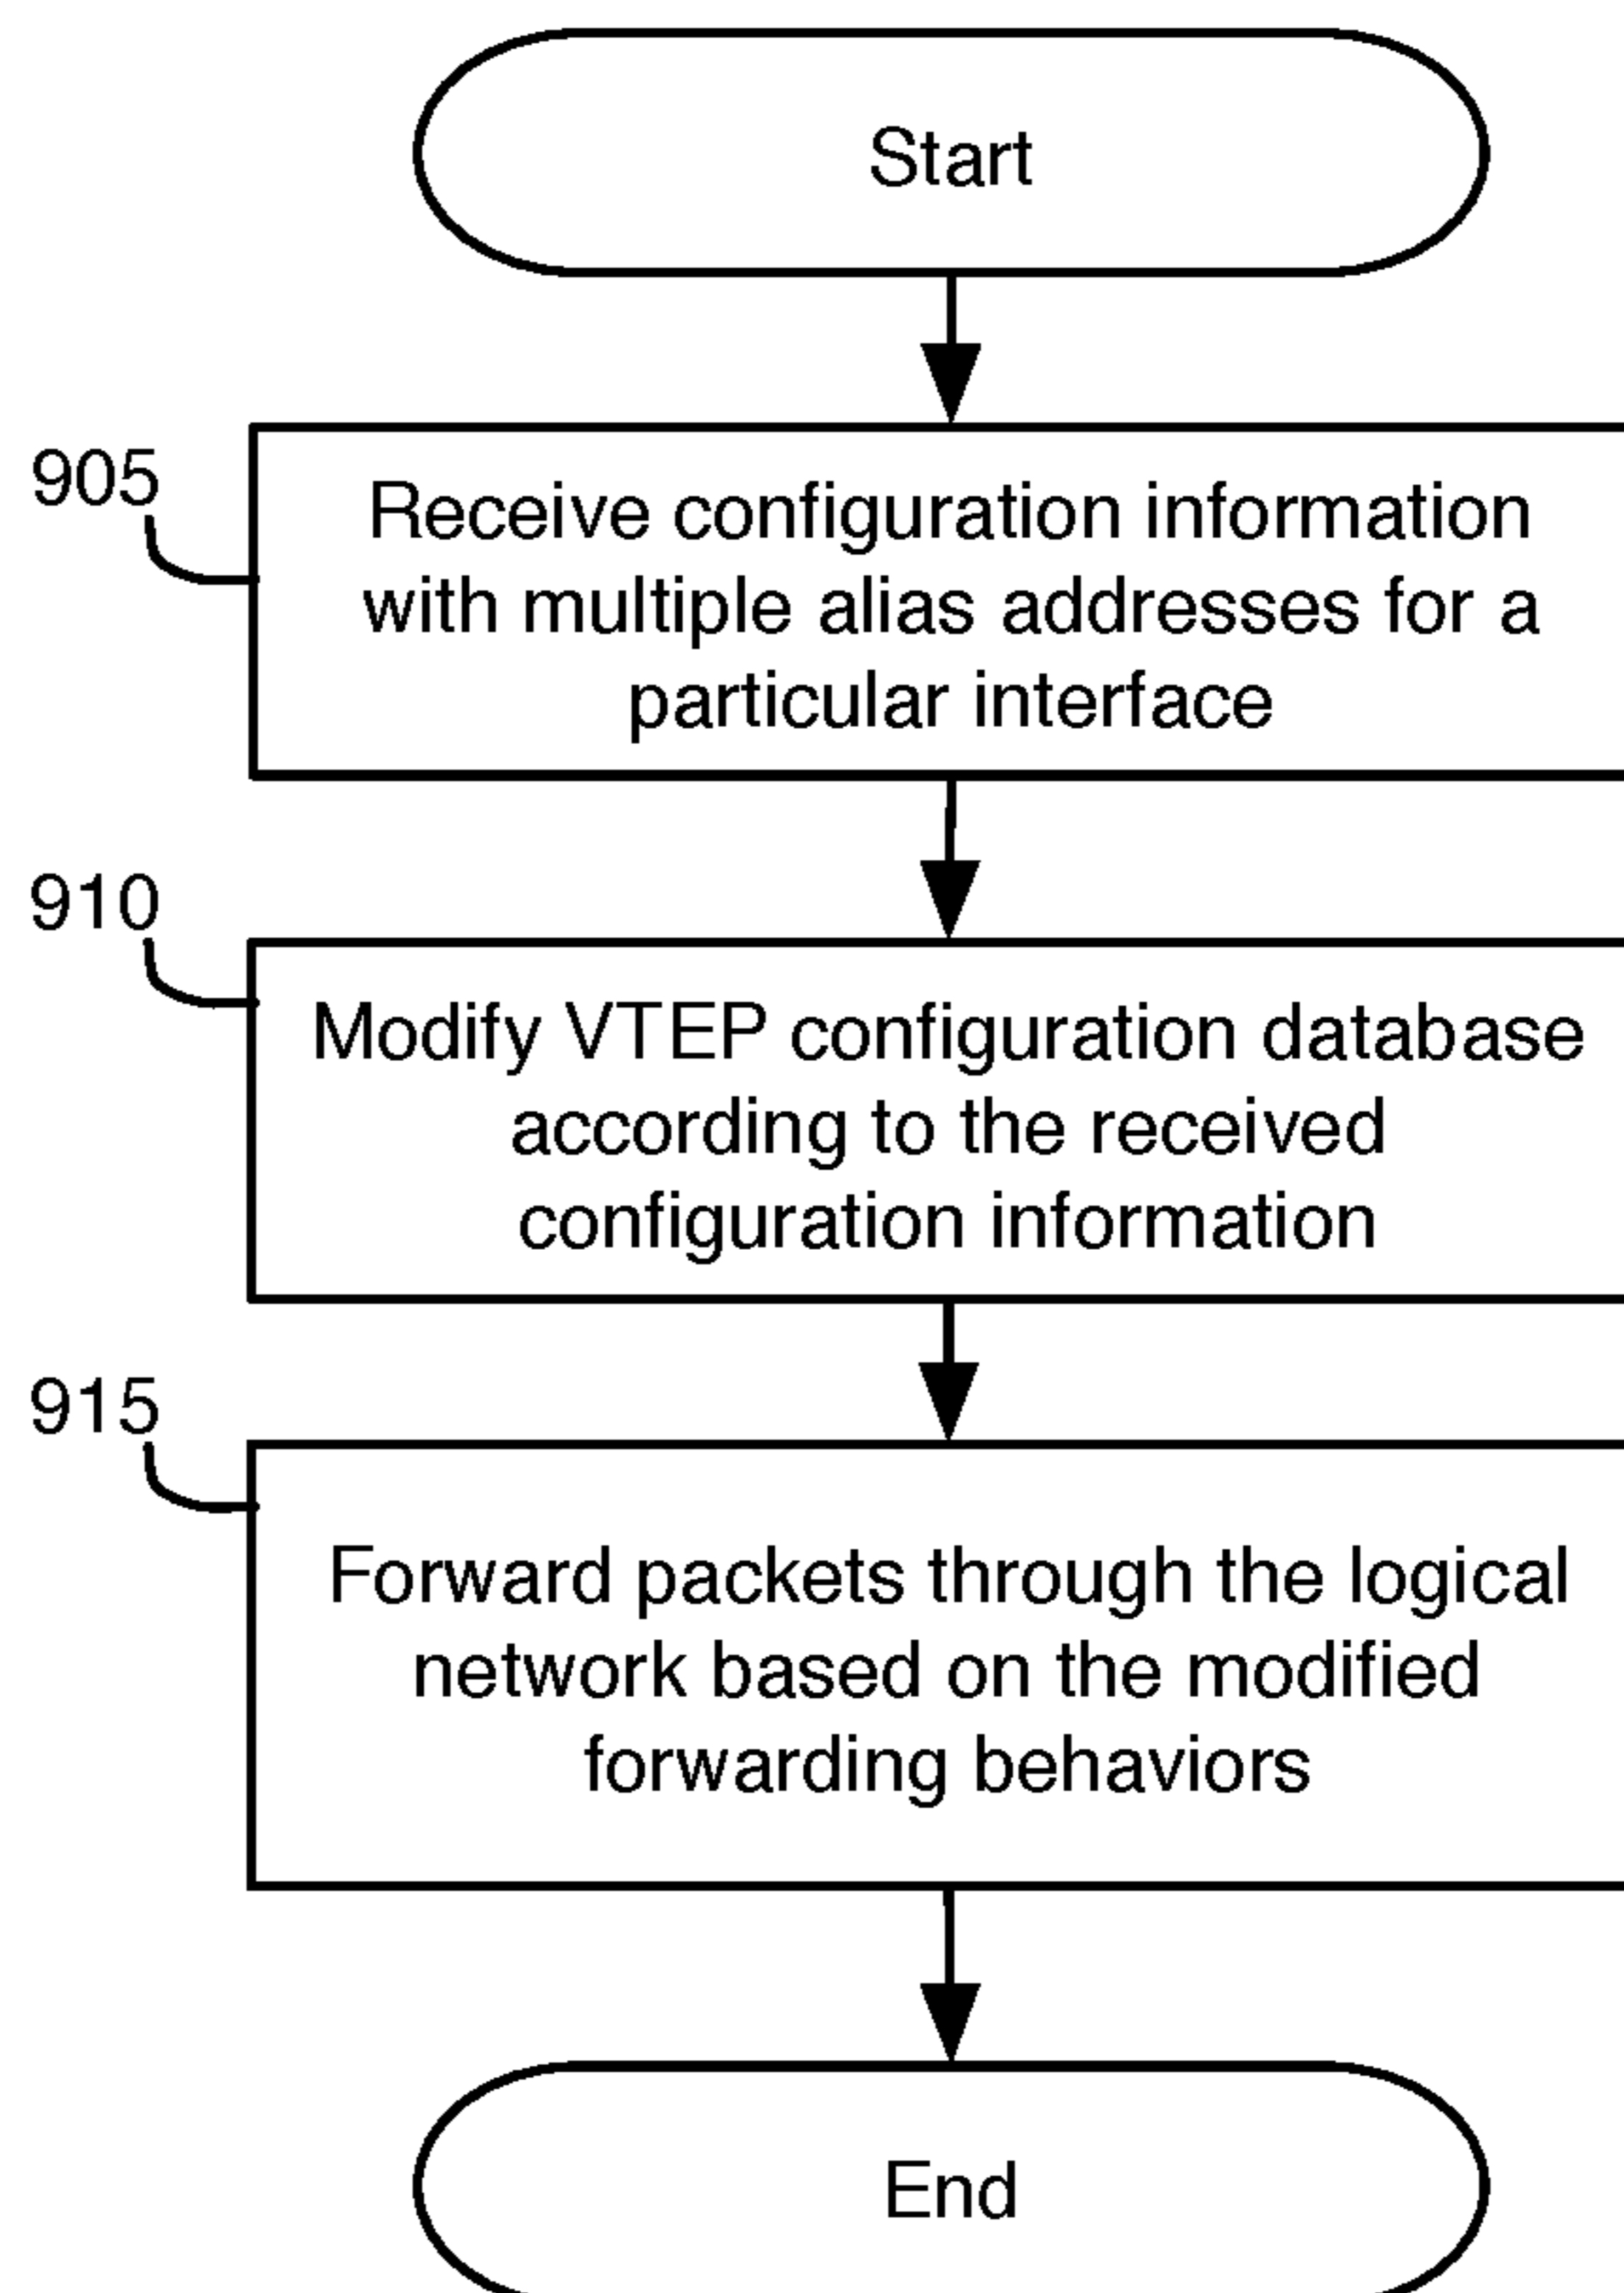 Start
905
Receive configuration information
with multiple alias addresses for a
particular interface
910
Modify VTEP configuration database
according to the received
configuration information
915
Forward packets through the logical
network based on the modified
forwarding behaviors
End